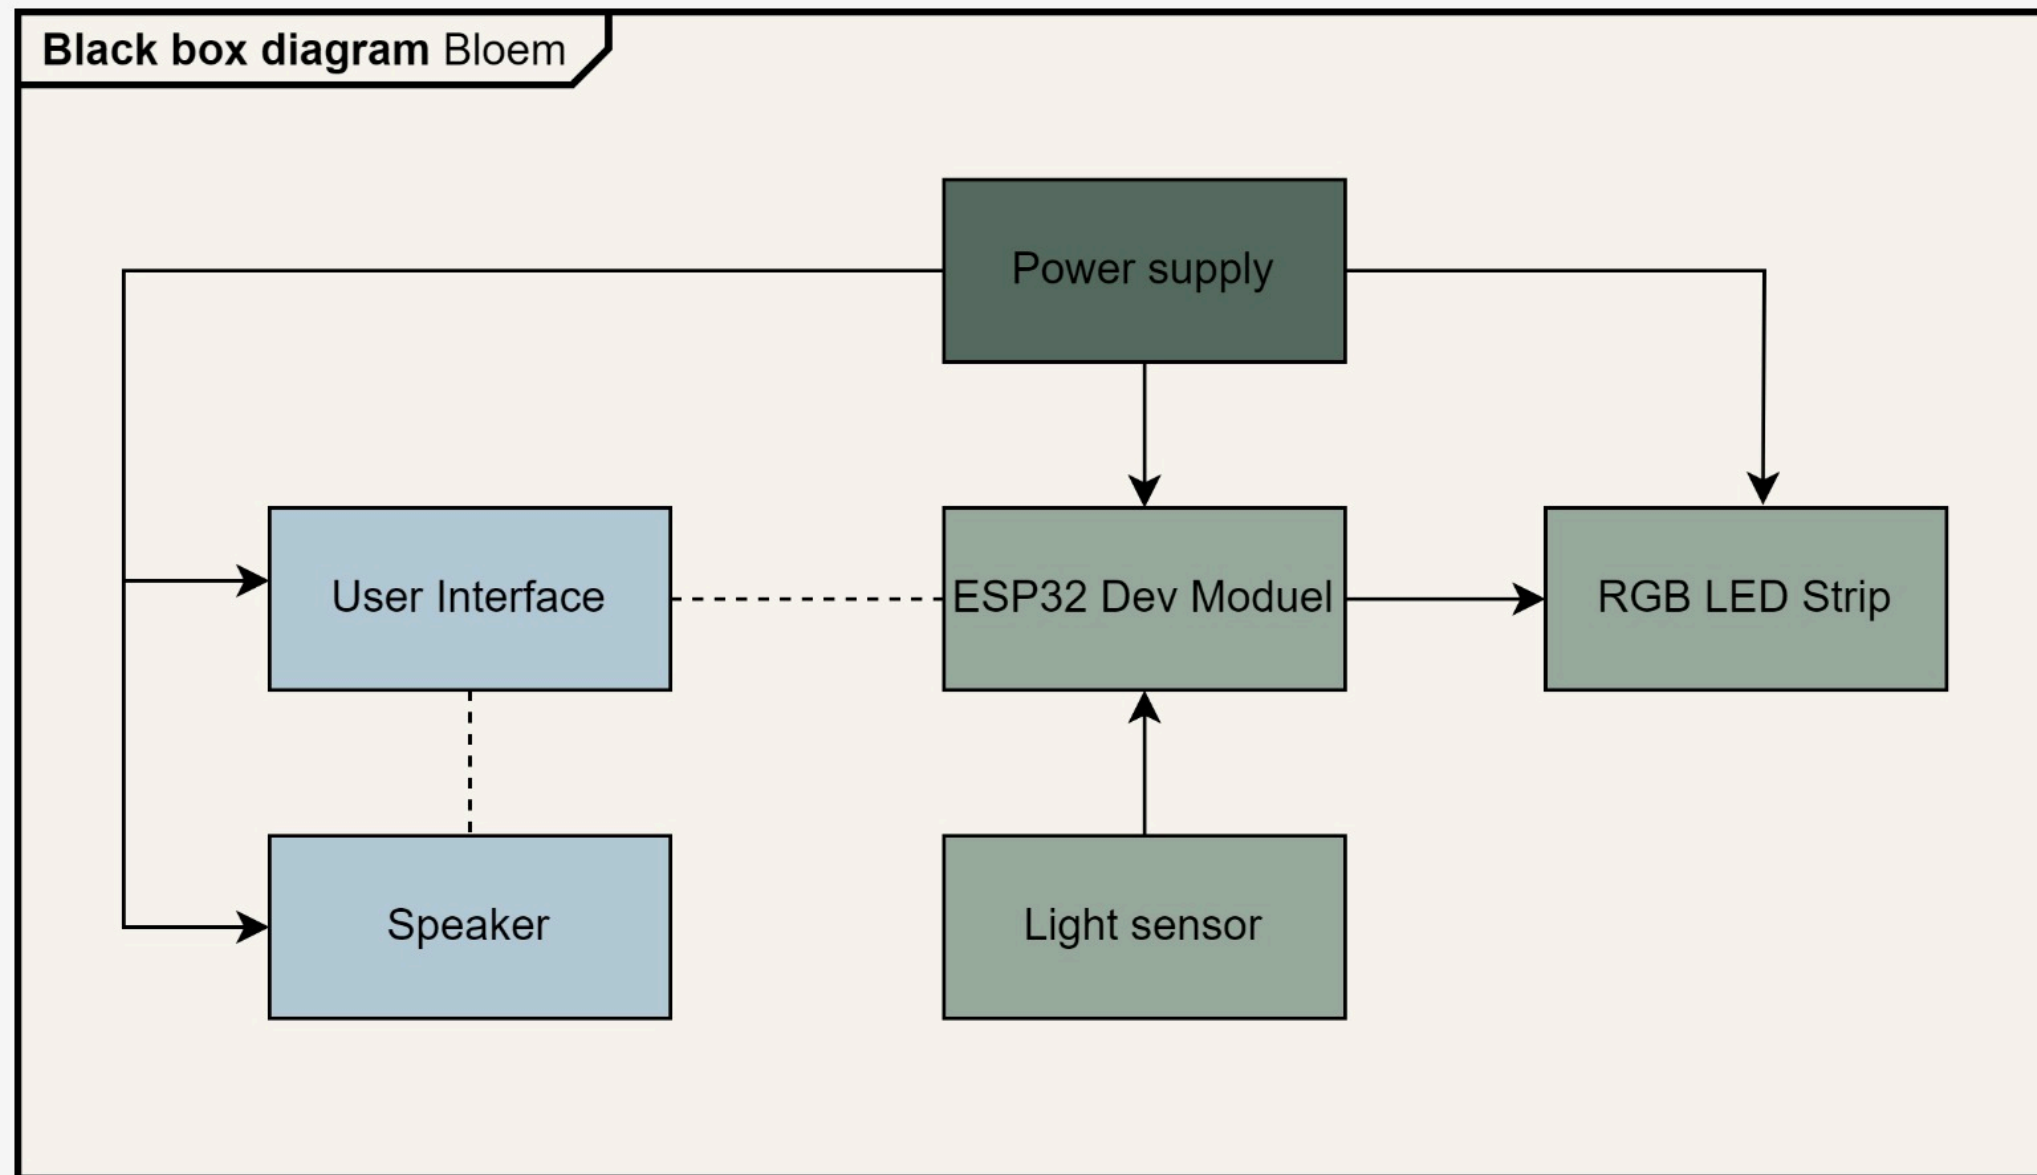 Black box diagram Bloem
Power supply
User Interface
ESP32 Dev Moduel
RGB LED Strip
Speaker
Light sensor